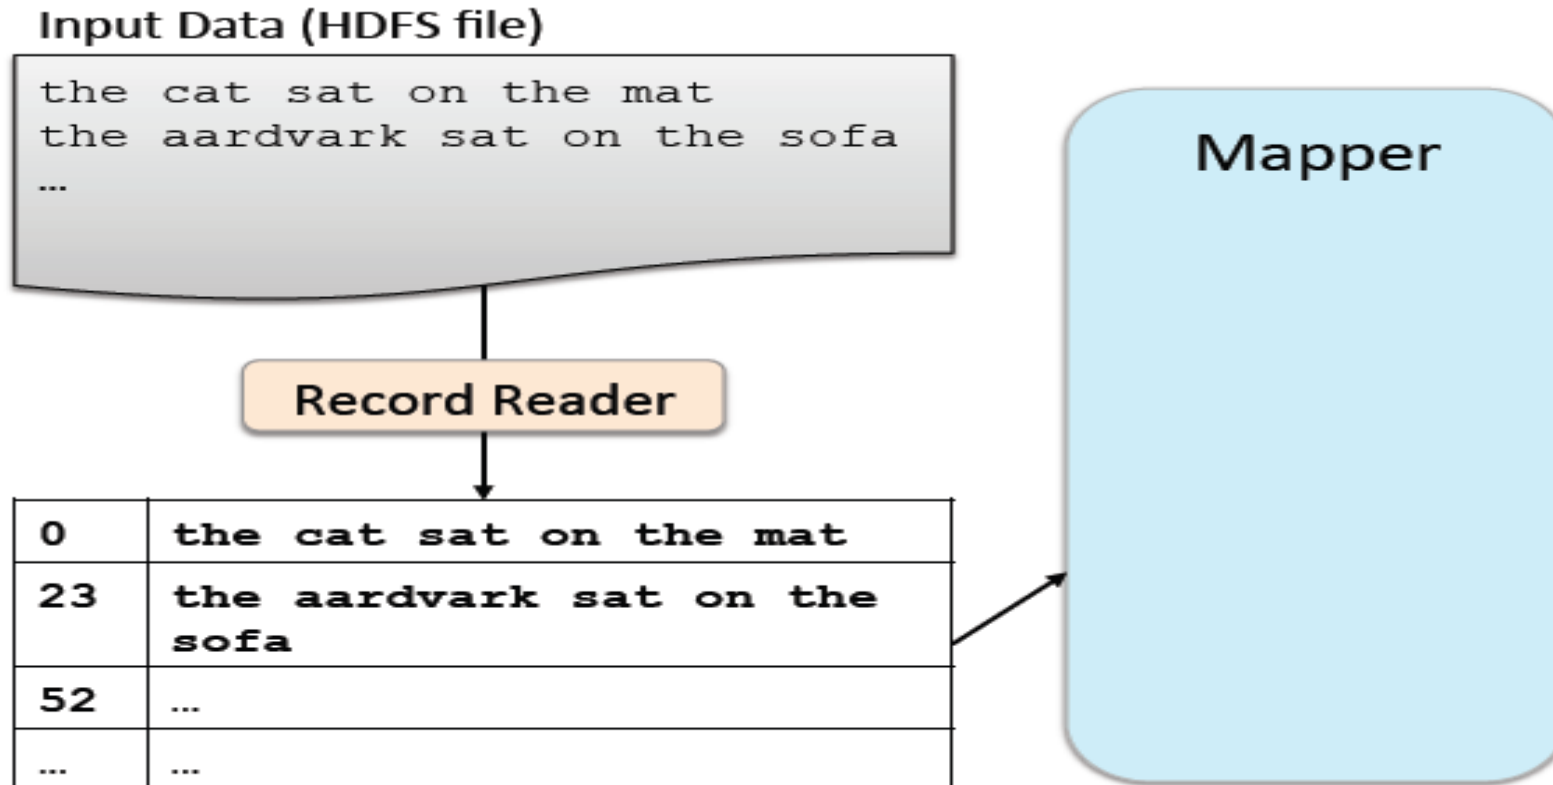 Input Data (HDFS file)
the cat sat on the mat
the aardvark sat on the sofa
…
Mapper
Record Reader
0 the cat sat on the mat
23 the aardvark sat on the
sofa
52 …
… …